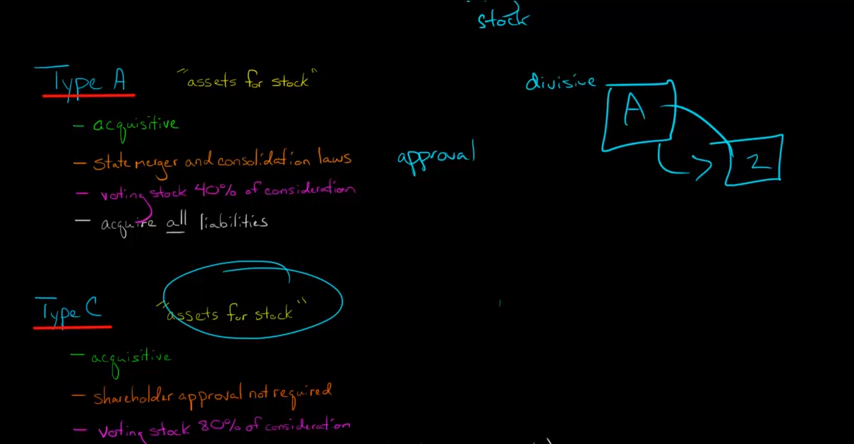 stock
Type A "assets for stock"
divisive
A
- acquisitive
approval
2
- state merger and consolidation laws
- voting stock 40% of consideration
- acquire all liabilities
Type C "assets for stock"
- acquisitive
- shareholder approval not required
- voting stock 80% of consideration